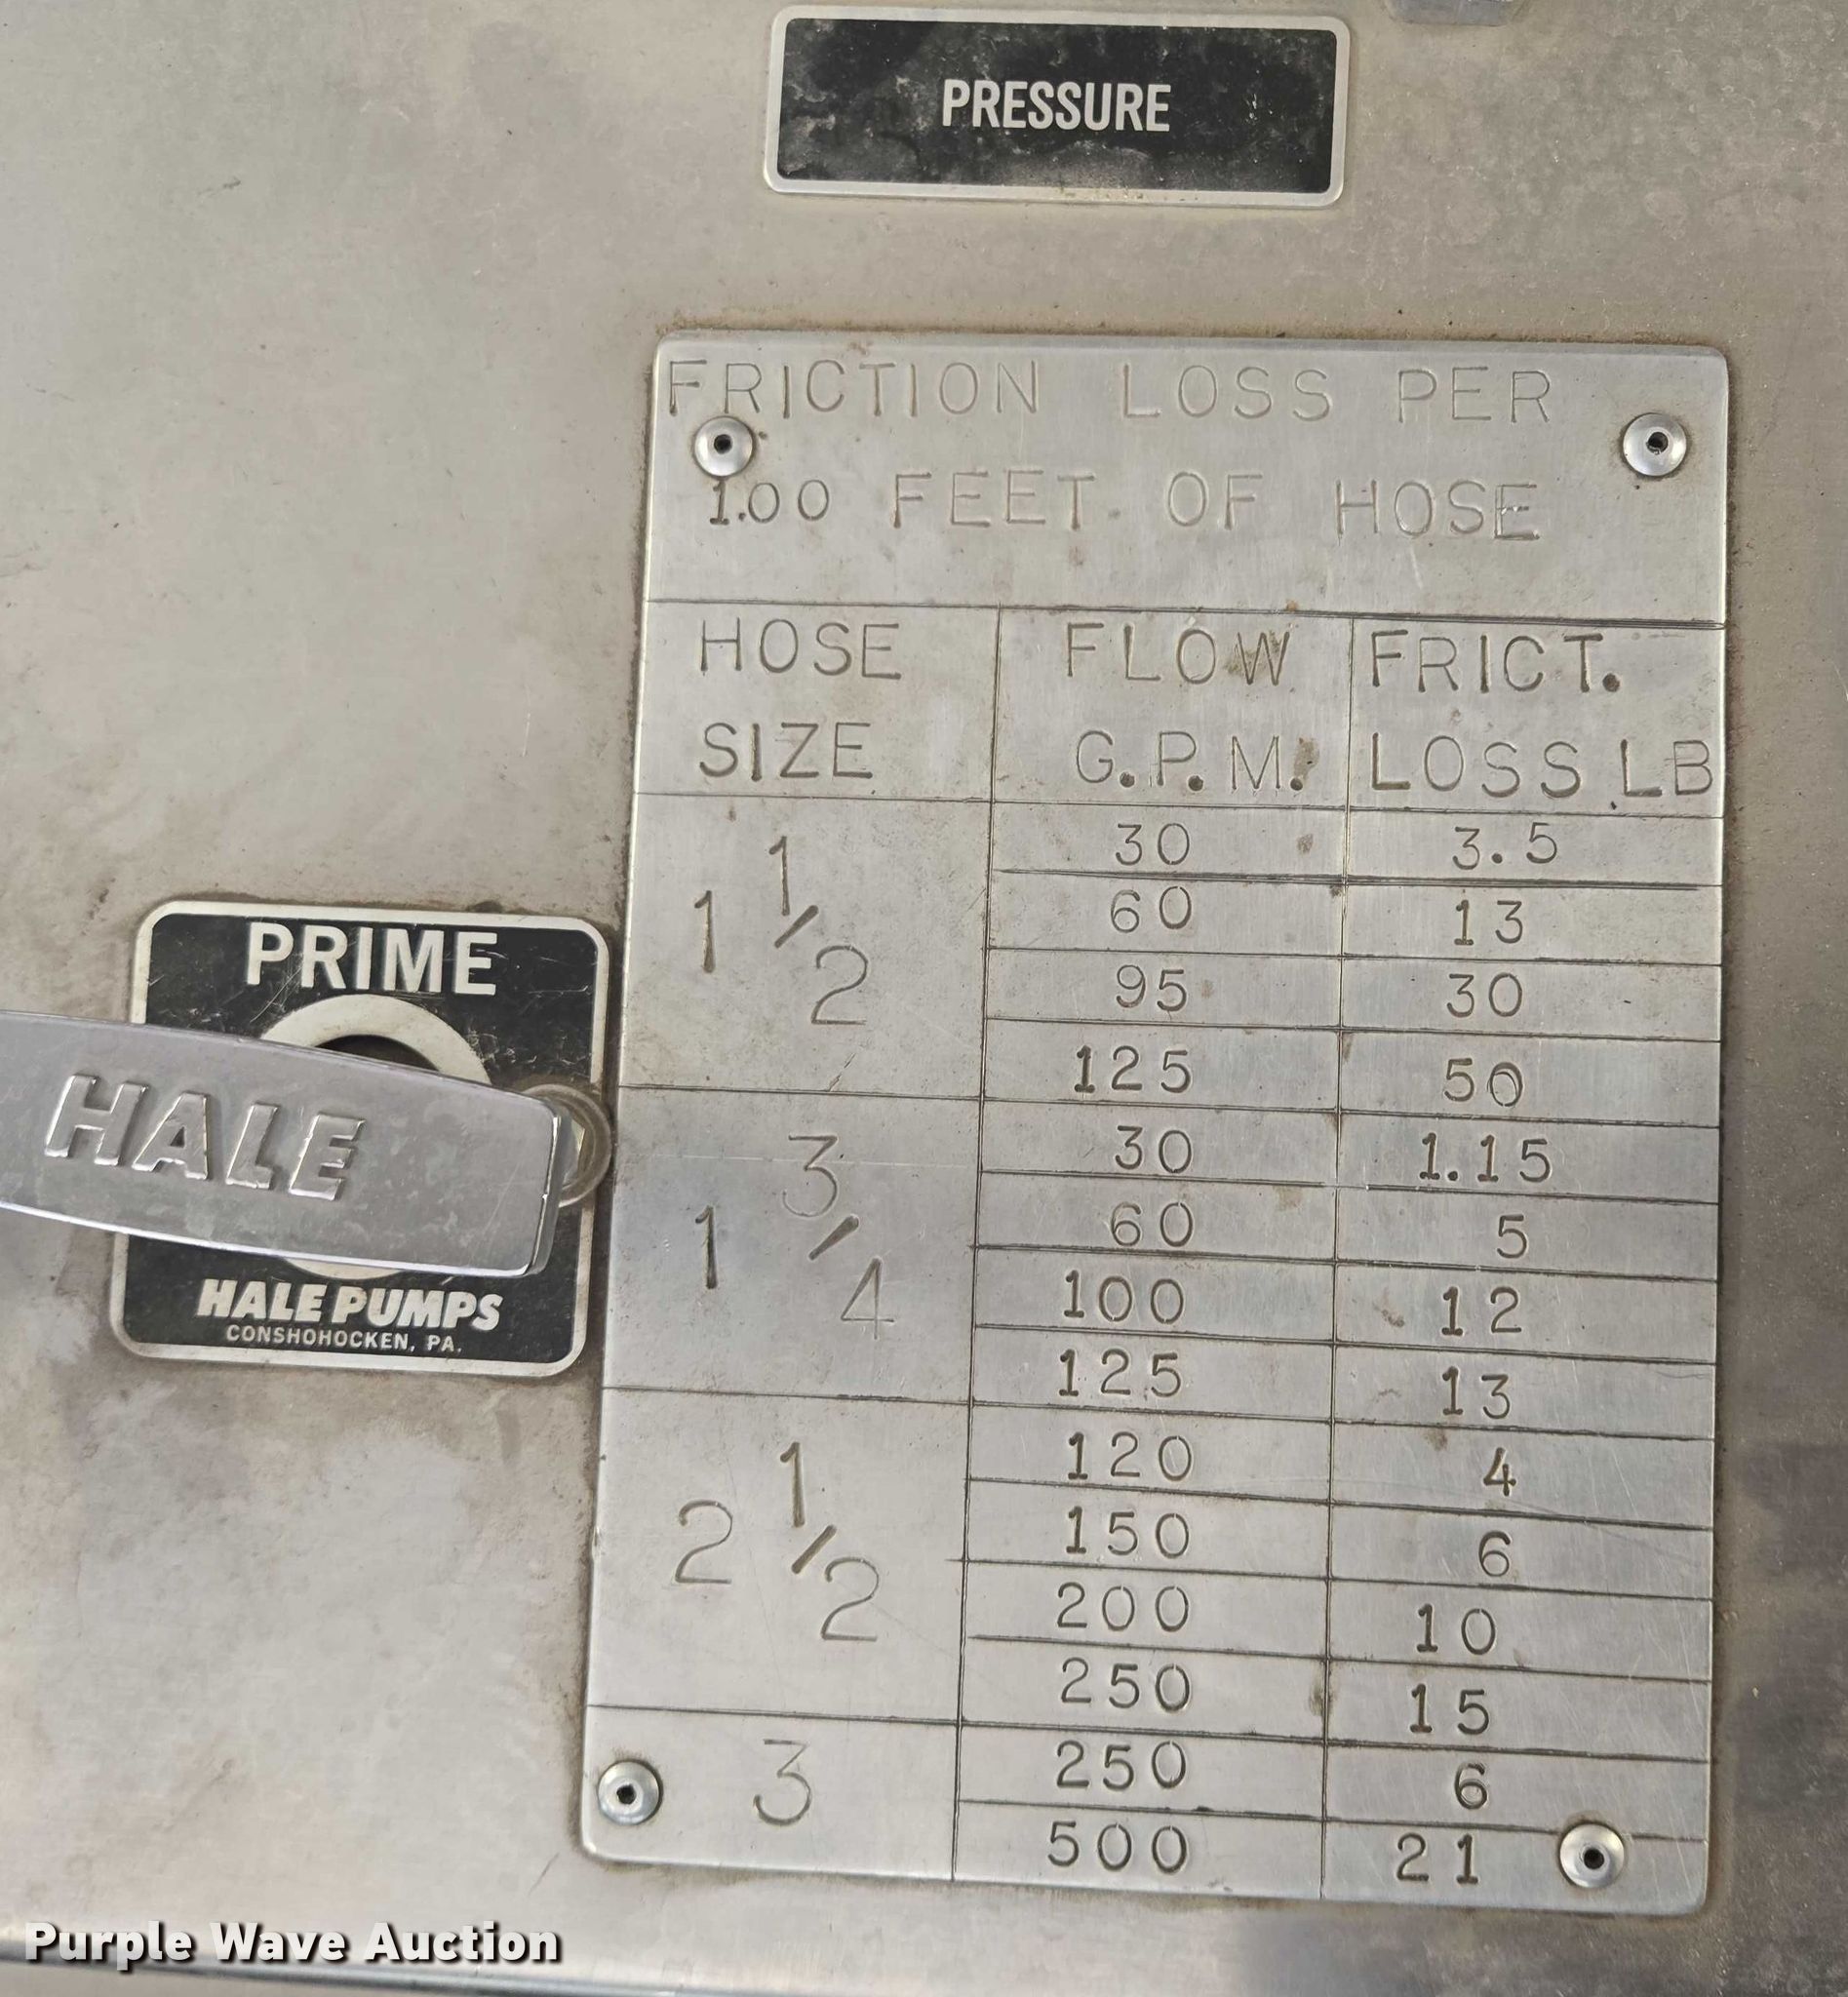 PRESSURE
FRICTION LOSS PER
100 FEET OF HOSE
HOSE SIZE
FLOW G.P.M.
FRICT. LOSS LB
1 1/2
30 3.5
60 13
95 30
125 50
1 3/4
30 1.15
60 5
100 12
125 13
2 1/2
120 4
150 6
200 10
250 15
3
250 6
500 21
PRIME
HALE
HALE PUMPS
CONSHOHOCKEN, PA.
Purple Wave Auction